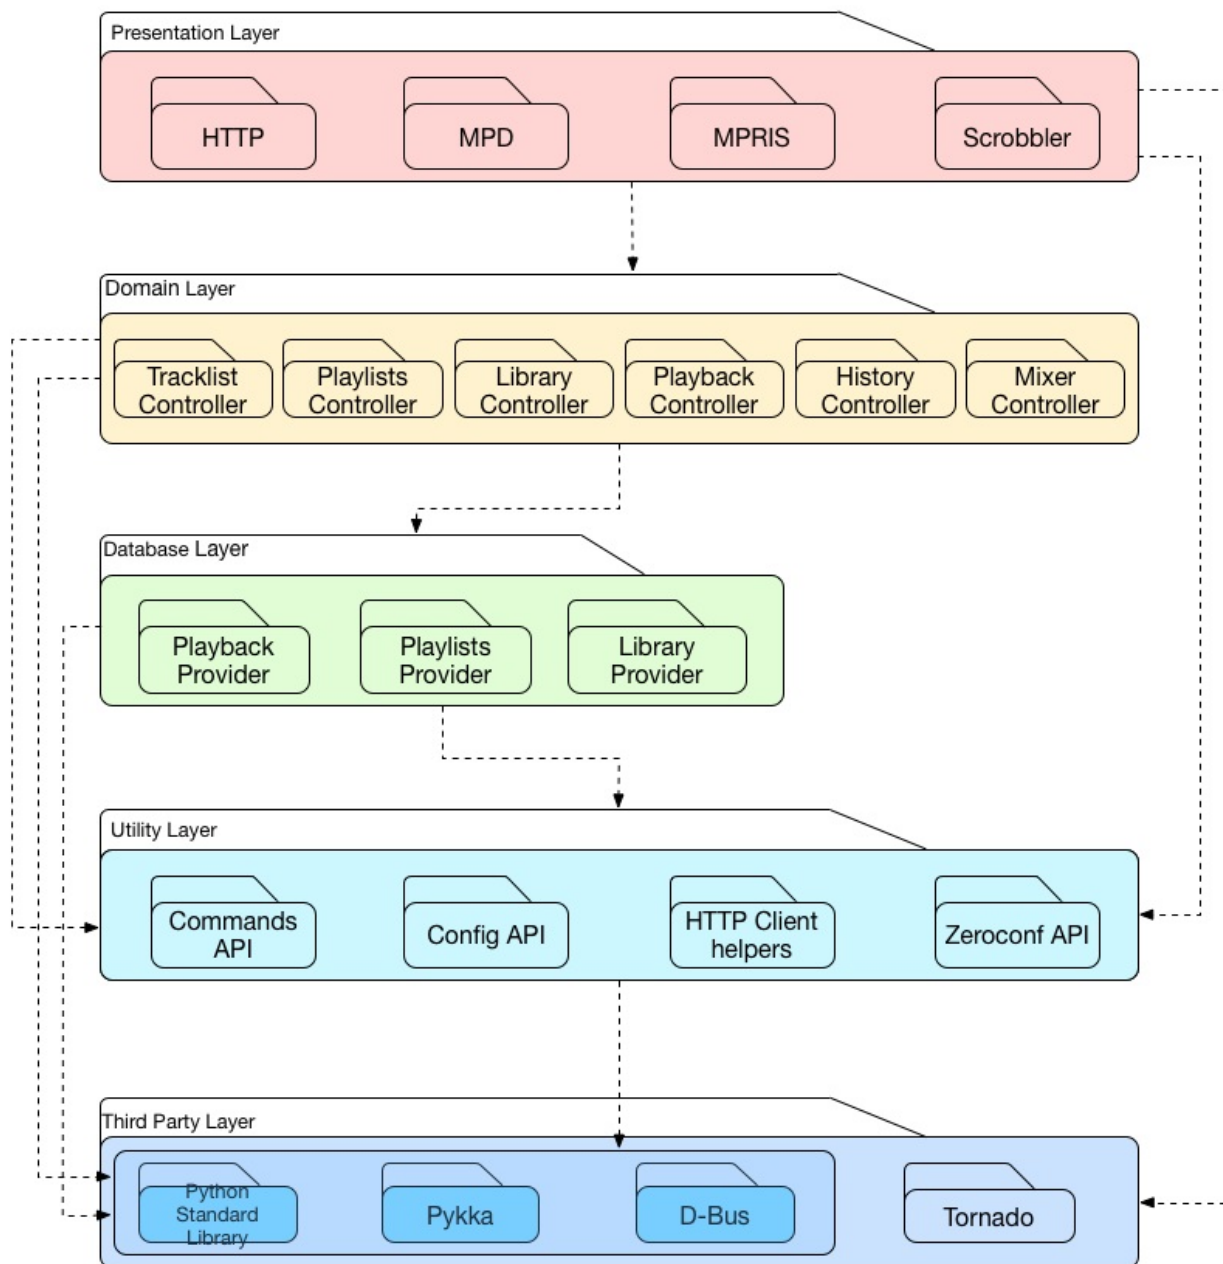 Presentation Layer
HTTP
MPD
MPRIS
Scrobbler
Domain Layer
Tracklist
Controller
Playlists
Controller
Library
Controller
Playback
Controller
History
Controller
Mixer
Controller
Database Layer
Playback
Provider
Playlists
Provider
Library
Provider
Utility Layer
Commands
API
Config API
HTTP Client
helpers
Zeroconf API
Third Party Layer
Python
Standard
Library
Pykka
D-Bus
Tornado